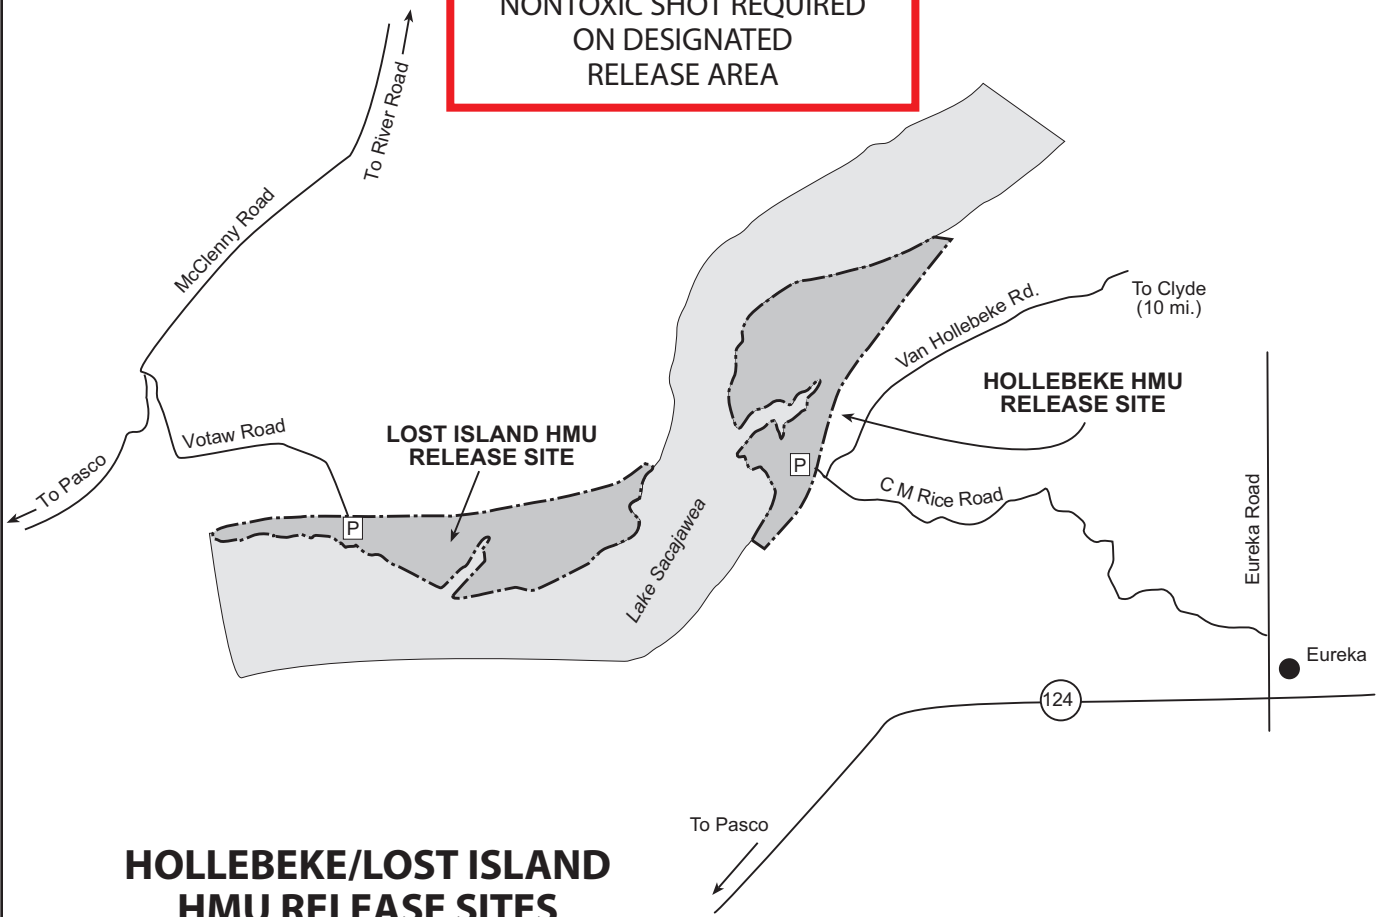 NONTOXIC SHOT REQUIRED
ON DESIGNATED
RELEASE AREA
To River Road
McClenny Road
To Clyde
(10 mi.)
Van Hollebeke Rd.
HOLLEBEKE HMU
RELEASE SITE
Votaw Road
LOST ISLAND HMU
RELEASE SITE
To Pasco
P
P
C M Rice Road
Eureka Road
Lake Sacajawea
Eureka
124
To Pasco
HOLLEBEKE/LOST ISLAND
HMU RELEASE SITES